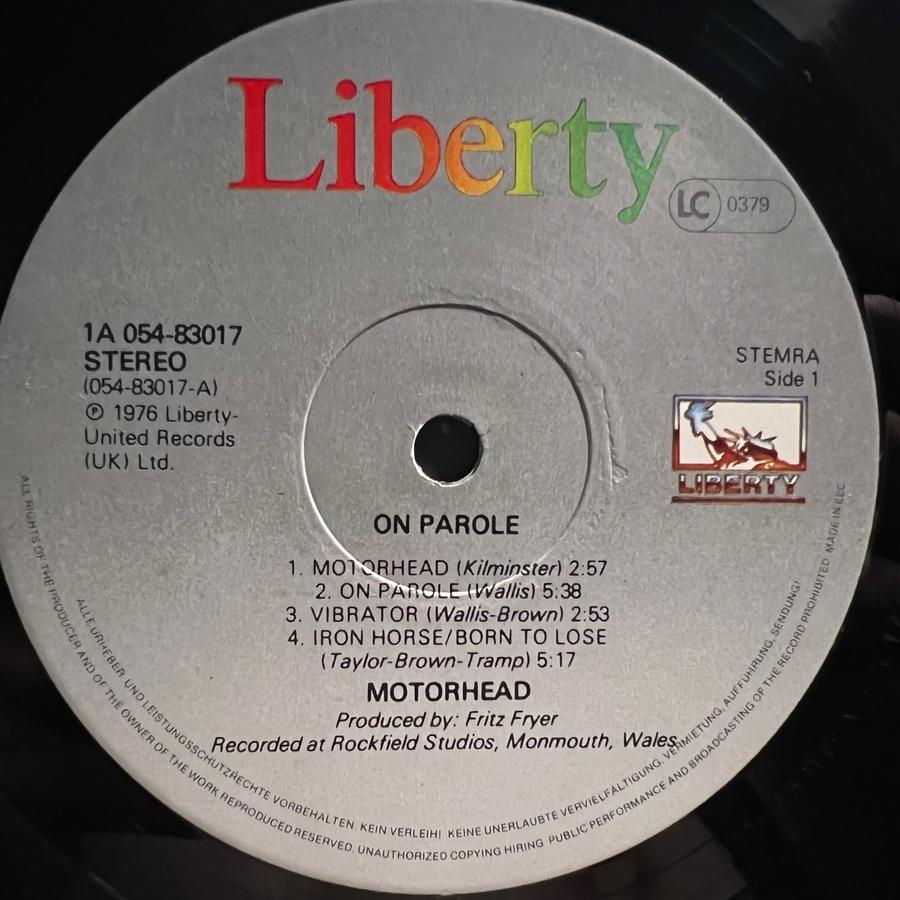 Liberty
LC 0379
1A 054-83017
STEREO
(054-83017-A)
℗ 1976 Liberty-
United Records
(UK) Ltd.
STEMRA
Side 1
LIBERTY
ON PAROLE
1. MOTORHEAD (Kilminster) 2:57
2. ON PAROLE (Wallis) 5:38
3. VIBRATOR (Wallis-Brown) 2:53
4. IRON HORSE/BORN TO LOSE
(Taylor-Brown-Tramp) 5:17
MOTORHEAD
Produced by: Fritz Fryer
Recorded at Rockfield Studios, Monmouth, Wales.
ALLE URHEBER- UND LEISTUNGSSCHUTZRECHTE VORBEHALTEN. KEIN VERLEIH! KEINE UNERLAUBTE VERVIELFÄLTIGUNG, VERMIETUNG, AUFFÜHRUNG, SENDUNG!
ALL RIGHTS OF THE PRODUCER AND OF THE OWNER OF THE WORK REPRODUCED RESERVED. UNAUTHORIZED COPYING HIRING PUBLIC PERFORMANCE AND BROADCASTING OF THE RECORD PROHIBITED. MADE IN EEC